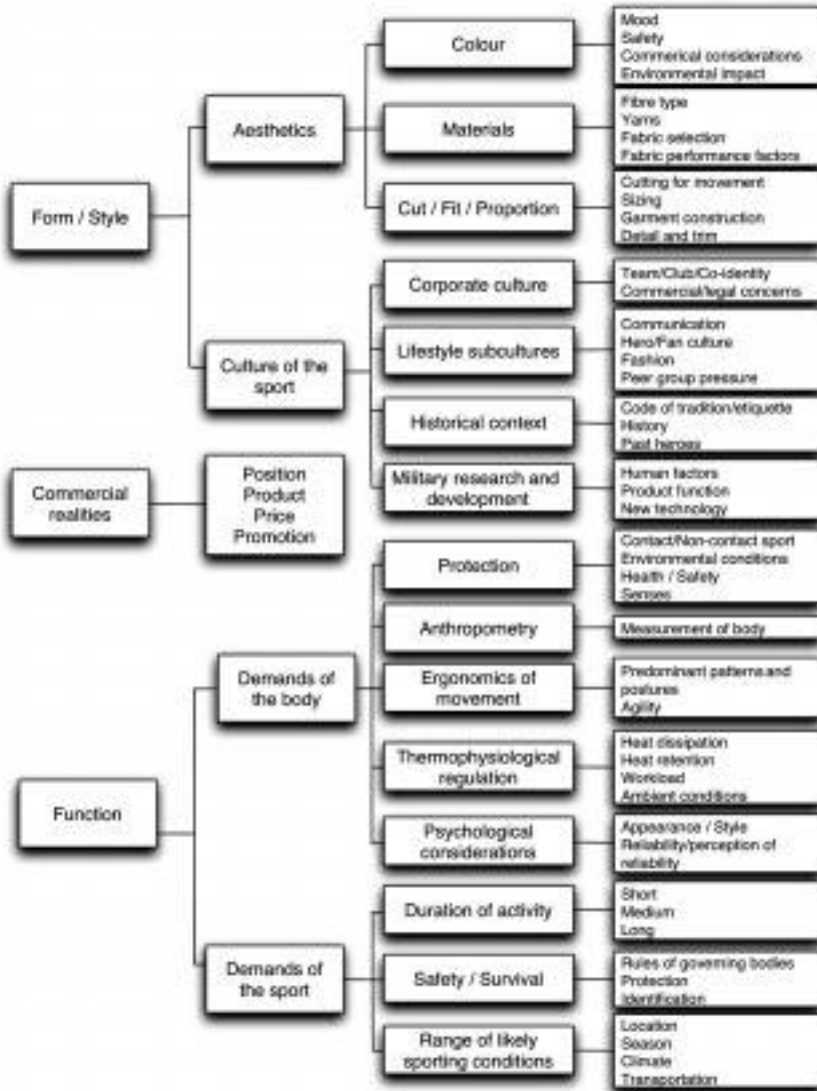 Form / Style
Aesthetics
Colour
Mood
Safety
Commerical considerations
Environmental impact
Materials
Fibre type
Yarns
Fabric selection
Fabric performance factors
Cut / Fit / Proportion
Cutting for movement
Sizing
Garment construction
Detail and trim
Culture of the
sport
Corporate culture
Team/Club/Co-identity
Commercial/legal concerns
Lifestyle subcultures
Communication
Hero/Fan culture
Fashion
Peer group pressure
Historical context
Code of tradition/etiquette
History
Past heroes
Military research and
development
Human factors
Product function
New technology
Commercial
realities
Position
Product
Price
Promotion
Function
Demands of
the body
Protection
Contact/Non-contact sport
Environmental conditions
Health / Safety
Senses
Anthropometry
Measurement of body
Ergonomics of
movement
Predominant patterns and
postures
Agility
Thermophysiological
regulation
Heat dissipation
Heat retention
Workload
Ambient conditions
Psychological
considerations
Appearance / Style
Reliability/perception of
reliability
Demands of
the sport
Duration of activity
Short
Medium
Long
Safety / Survival
Rules of governing bodies
Protection
Identification
Range of likely
sporting conditions
Location
Season
Climate
Transportation